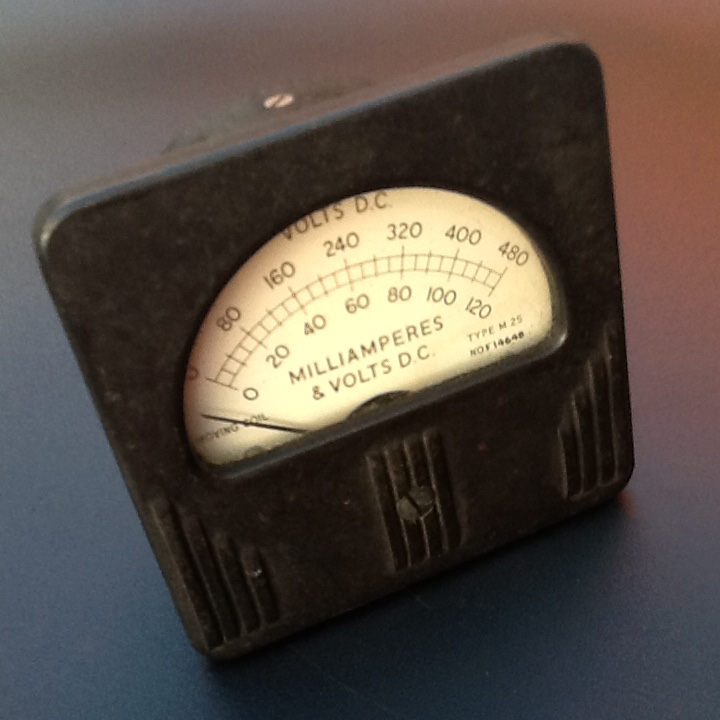 VOLTS D.C.
0 80 160 240 320 400 480
0 20 40 60 80 100 120
MILLIAMPERES
& VOLTS D.C.
TYPE M 25
NO F14648
MOVING COIL